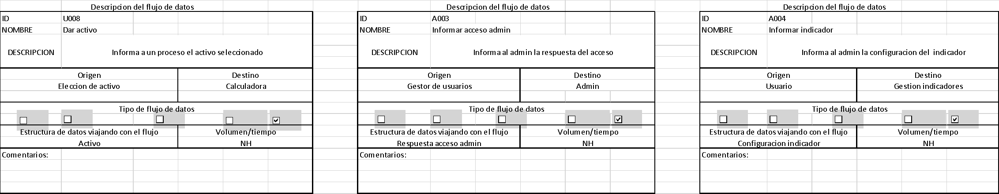 Descripcion del flujo de datos
ID U008
NOMBRE Dar activo
DESCRIPCION Informa a un proceso el activo seleccionado
Origen Destino
Eleccion de activo Calculadora
Tipo de flujo de datos
Estructura de datos viajando con el flujo Volumen/tiempo
Activo NH
Comentarios:
Descripcion del flujo de datos
ID A003
NOMBRE Informar acceso admin
DESCRIPCION Informa al admin la respuesta del acceso
Origen Destino
Gestor de usuarios Admin
Tipo de flujo de datos
Estructura de datos viajando con el flujo Volumen/tiempo
Respuesta acceso admin NH
Comentarios:
Descripcion del flujo de datos
ID A004
NOMBRE Informar indicador
DESCRIPCION Informa al admin la configuracion del indicador
Origen Destino
Usuario Gestion indicadores
Tipo de flujo de datos
Estructura de datos viajando con el flujo Volumen/tiempo
Configuracion indicador NH
Comentarios: